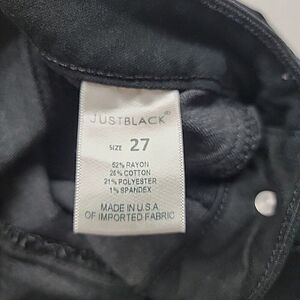 JUSTBLACK®
SIZE 27
52% RAYON
26% COTTON
21% POLYESTER
1% SPANDEX
MADE IN U.S.A.
OF IMPORTED FABRIC